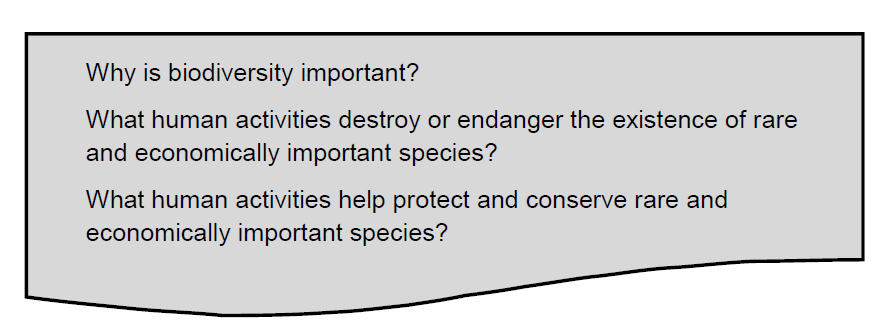 Why is biodiversity important?
What human activities destroy or endanger the existence of rare
and economically important species?
What human activities help protect and conserve rare and
economically important species?